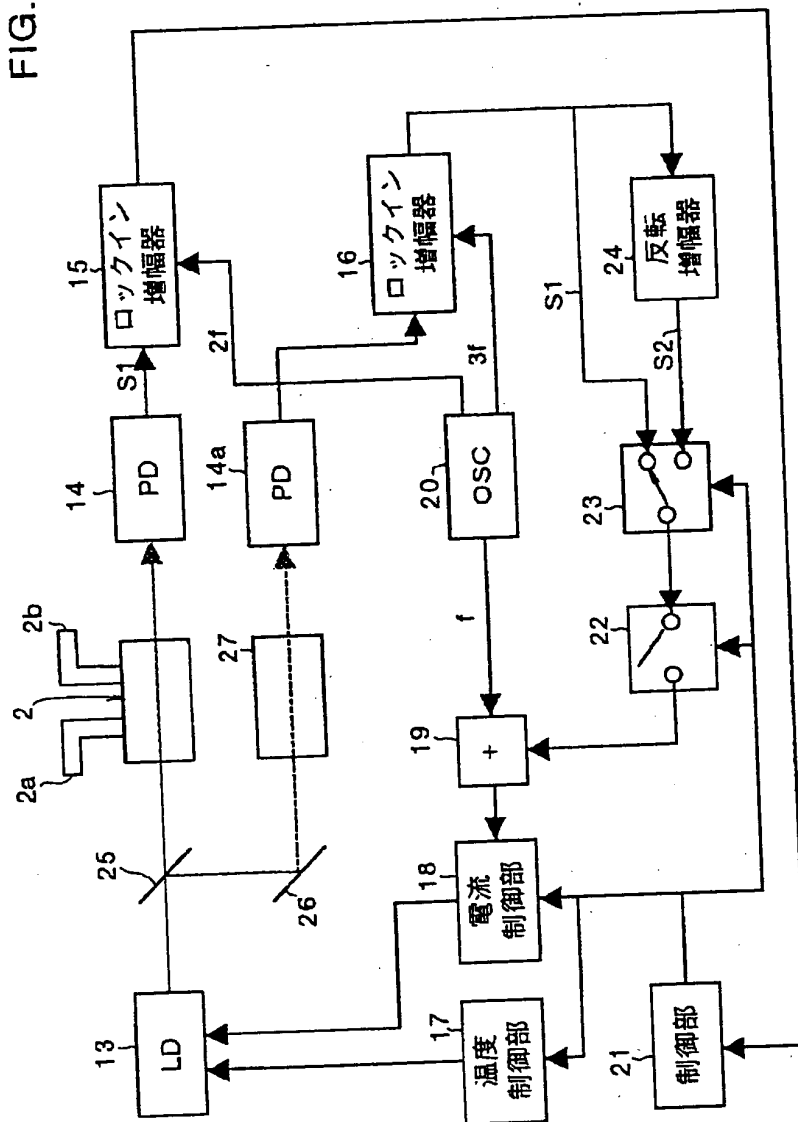 FIG.
13
LD
25
26
2a
2
2b
27
14
PD
14a
PD
S1
15
ロックイン
増幅器
2f
16
ロックイン
増幅器
3f
20
OSC
f
19
+
18
電流
制御部
17
温度
制御部
21
制御部
22
23
S1
S2
24
反転
増幅器